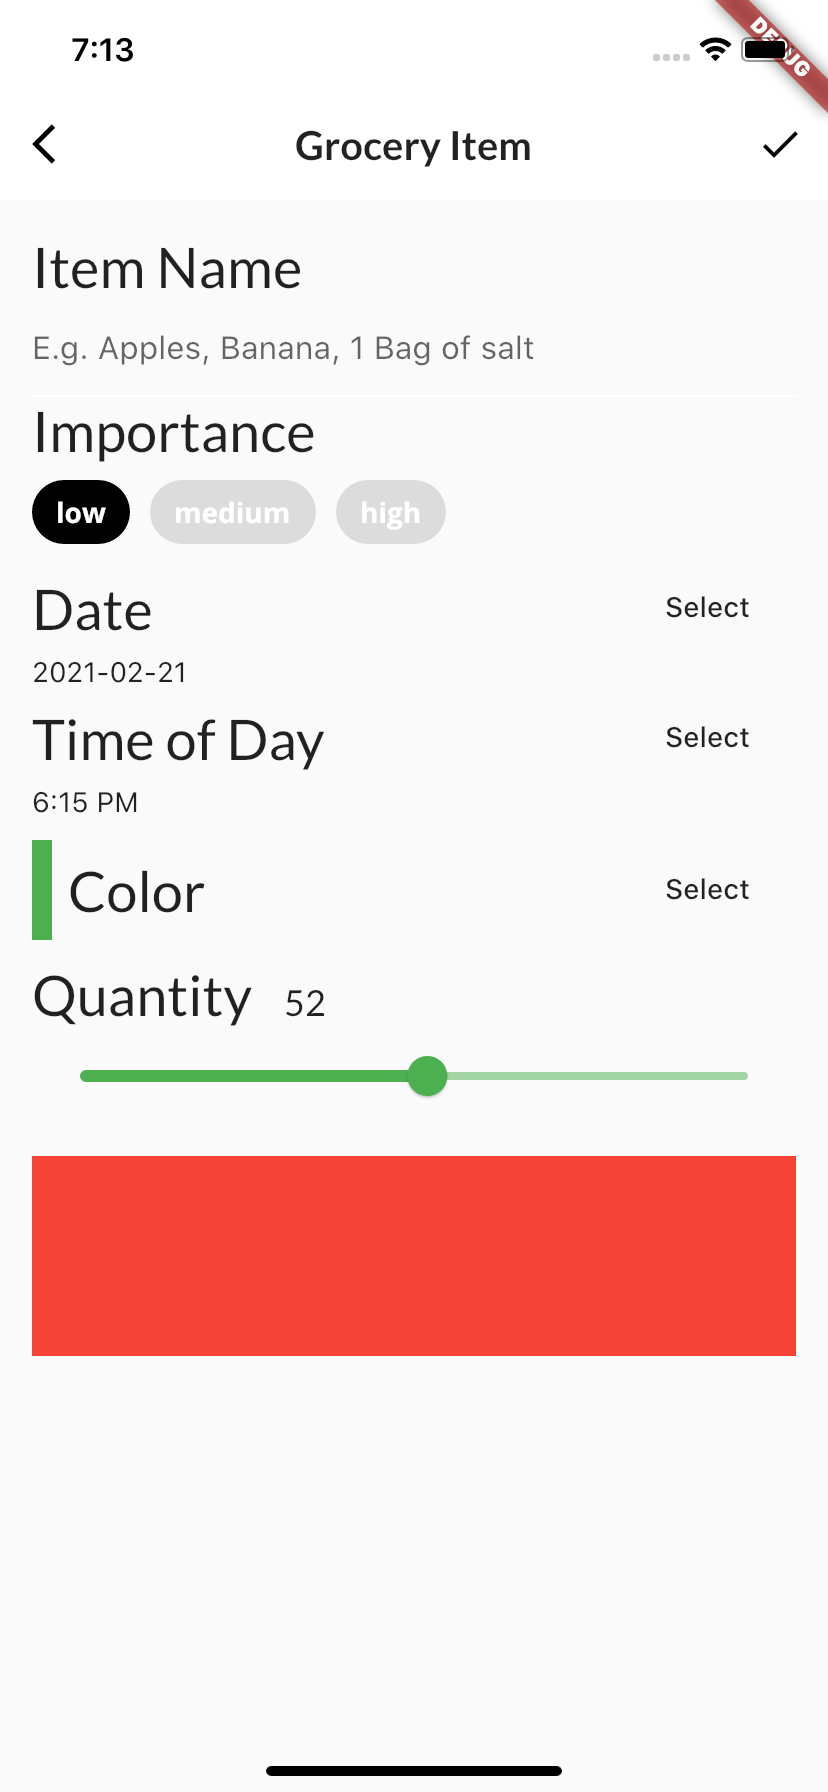 7:13
DEBUG
Grocery Item
Item Name
E.g. Apples, Banana, 1 Bag of salt
Importance
low medium high
Date Select
2021-02-21
Time of Day Select
6:15 PM
Color Select
Quantity 52